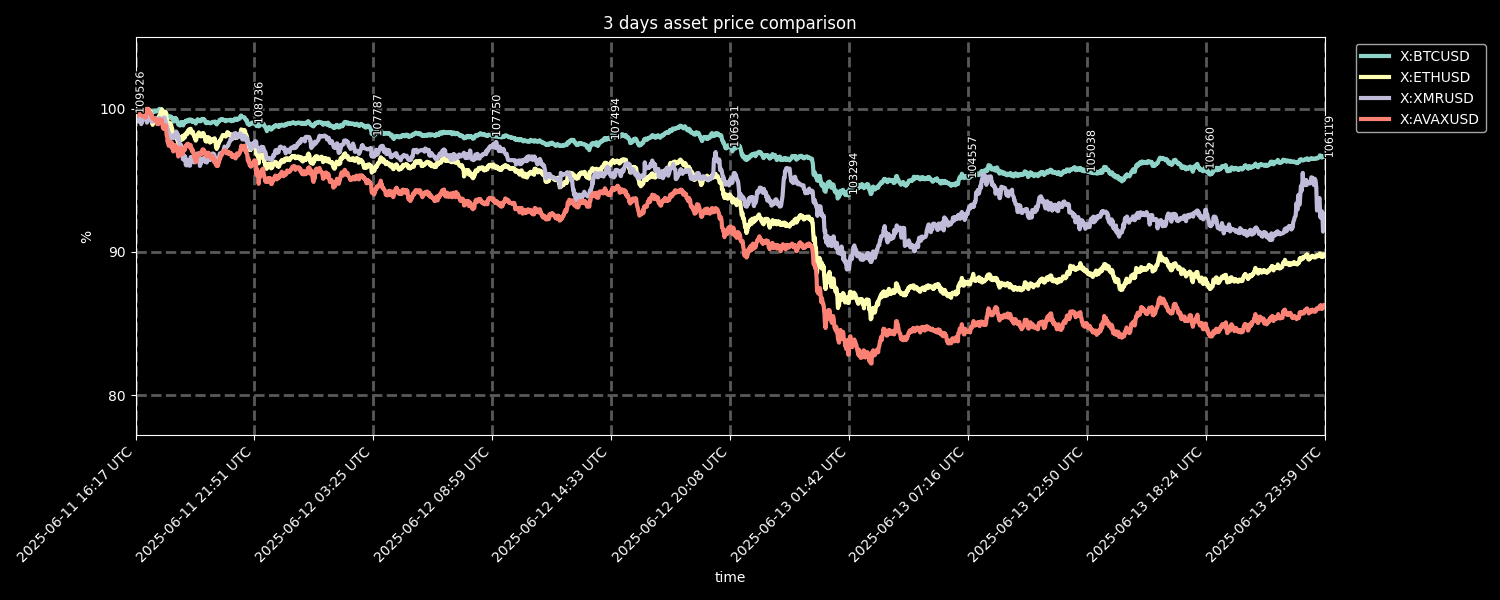 3 days asset price comparison
X:BTCUSD
X:ETHUSD
X:XMRUSD
X:AVAXUSD
109526
108736
107787
107750
107494
106931
103294
104557
105038
105260
106119
100
90
80
%
2025-06-11 16:17 UTC
2025-06-11 21:51 UTC
2025-06-12 03:25 UTC
2025-06-12 08:59 UTC
2025-06-12 14:33 UTC
2025-06-12 20:08 UTC
2025-06-13 01:42 UTC
2025-06-13 07:16 UTC
2025-06-13 12:50 UTC
2025-06-13 18:24 UTC
2025-06-13 23:59 UTC
time